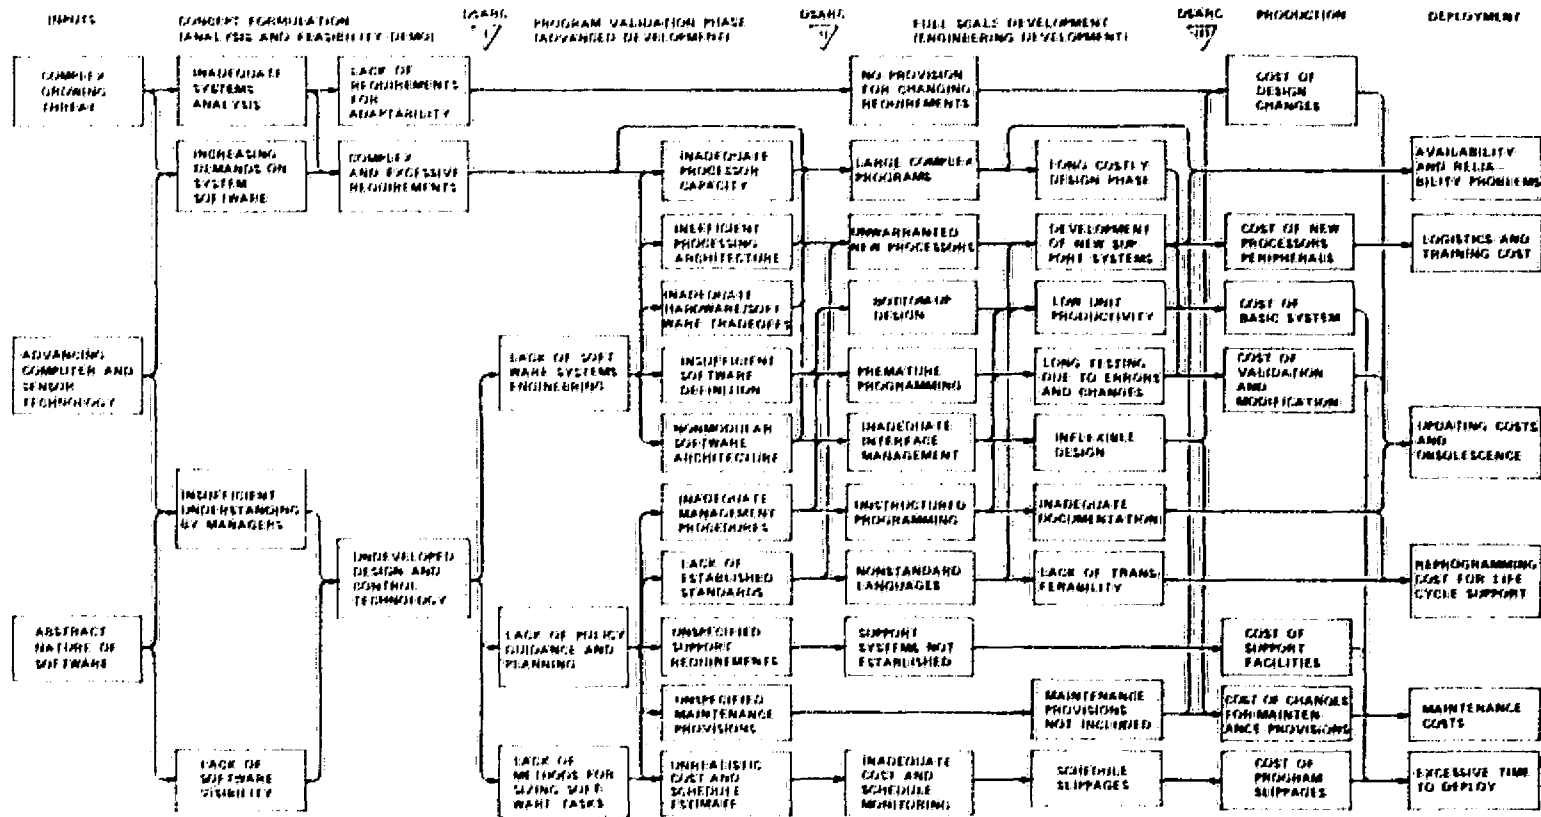 INPUTS
CONCEPT FORMULATION
(ANALYSIS AND FEASIBILITY DEMO)
DSARC
I
PROGRAM VALIDATION PHASE
(ADVANCED DEVELOPMENT)
DSARC
II
FULL SCALE DEVELOPMENT
(ENGINEERING DEVELOPMENT)
DSARC
III
PRODUCTION
DEPLOYMENT
COMPLEX
GROWING
THREAT
ADVANCING
COMPUTER AND
SENSOR
TECHNOLOGY
ABSTRACT
NATURE OF
SOFTWARE
INADEQUATE
SYSTEMS
ANALYSIS
INCREASING
DEMANDS ON
SYSTEM
SOFTWARE
INSUFFICIENT
UNDERSTANDING
BY MANAGERS
LACK OF
SOFTWARE
VISIBILITY
LACK OF
REQUIREMENTS
FOR
ADAPTABILITY
COMPLEX
AND EXCESSIVE
REQUIREMENTS
UNDEVELOPED
DESIGN AND
CONTROL
TECHNOLOGY
LACK OF SOFT
WARE SYSTEMS
ENGINEERING
LACK OF POLICY
GUIDANCE AND
PLANNING
LACK OF
METHODS FOR
SIZING SOFT
WARE TASKS
INADEQUATE
PROCESSOR
CAPACITY
INEFFICIENT
PROCESSING
ARCHITECTURE
INADEQUATE
HARDWARE/SOFT
WARE TRADEOFFS
INSUFFICIENT
SOFTWARE
DEFINITION
NONMODULAR
SOFTWARE
ARCHITECTURE
INADEQUATE
MANAGEMENT
PROCEDURES
LACK OF
ESTABLISHED
STANDARDS
UNSPECIFIED
SUPPORT
REQUIREMENTS
UNSPECIFIED
MAINTENANCE
PROVISIONS
UNREALISTIC
COST AND
SCHEDULE
ESTIMATE
NO PROVISION
FOR CHANGING
REQUIREMENTS
LARGE COMPLEX
PROGRAMS
UNWARRANTED
NEW PROCESSORS
BOTTOM-UP
DESIGN
PREMATURE
PROGRAMMING
INADEQUATE
INTERFACE
MANAGEMENT
UNSTRUCTURED
PROGRAMMING
NONSTANDARD
LANGUAGES
SUPPORT
SYSTEMS NOT
ESTABLISHED
INADEQUATE
COST AND
SCHEDULE
MONITORING
LONG COSTLY
DESIGN PHASE
DEVELOPMENT
OF NEW SUP
PORT SYSTEMS
LOW UNIT
PRODUCTIVITY
LONG TESTING
DUE TO ERRORS
AND CHANGES
INFLEXIBLE
DESIGN
INADEQUATE
DOCUMENTATION
LACK OF TRANS-
FERABILITY
MAINTENANCE
PROVISIONS
NOT INCLUDED
SCHEDULE
SLIPPAGES
COST OF
DESIGN
CHANGES
COST OF NEW
PROCESSORS
PERIPHERALS
COST OF
BASIC SYSTEM
COST OF
VALIDATION
AND
MODIFICATION
COST OF
SUPPORT
FACILITIES
COST OF CHANGES
FOR MAINTEN-
ANCE PROVISIONS
COST OF
PROGRAM
SLIPPAGES
AVAILABILITY
AND RELIA-
BILITY PROBLEMS
LOGISTICS AND
TRAINING COST
UPDATING COSTS
AND
OBSOLESCENCE
REPROGRAMMING
COST FOR LIFE
CYCLE SUPPORT
MAINTENANCE
COSTS
EXCESSIVE TIME
TO DEPLOY